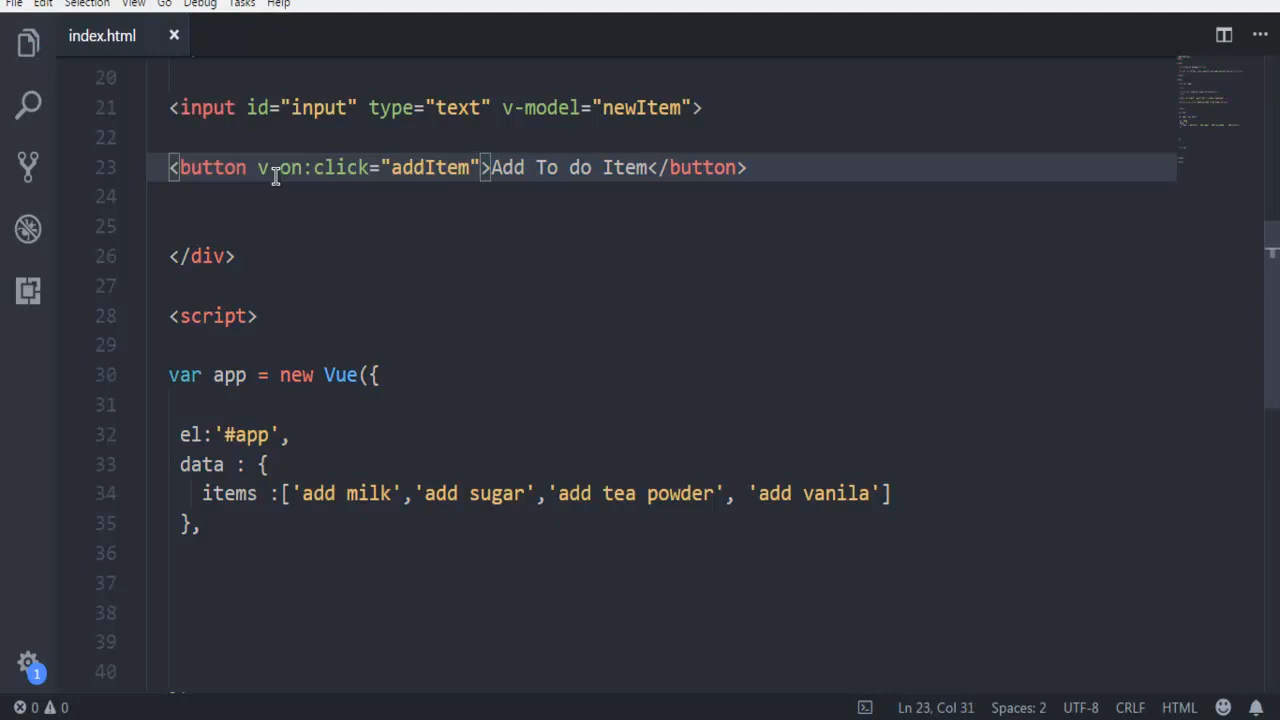 File Edit Selection View Go Debug Tasks Help
index.html
20
21 <input id="input" type="text" v-model="newItem">
22
23 <button v-on:click="addItem">Add To do Item</button>
24
25
26 </div>
27
28 <script>
29
30 var app = new Vue({
31
32 el:'#app',
33 data : {
34 items :['add milk','add sugar','add tea powder', 'add vanila']
35 },
36
37
38
39
40
1
0 0 Ln 23, Col 31 Spaces: 2 UTF-8 CRLF HTML